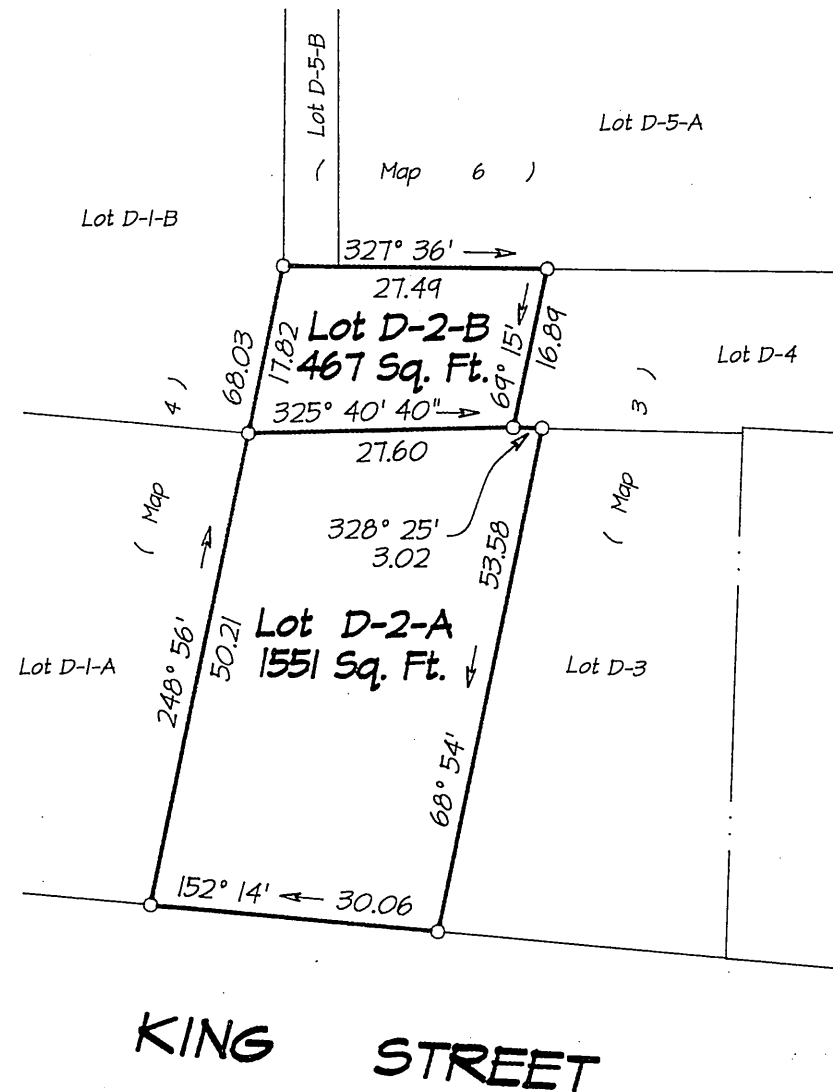 Lot D-5-B
Lot D-5-A
( Map 6 )
Lot D-1-B
327° 36'
27.49
Lot D-2-B
467 Sq. Ft.
68.03
17.82
69° 15'
16.89
Lot D-4
325° 40' 40"
27.60
( Map 4 )
( Map 3 )
328° 25'
3.02
53.58
Lot D-2-A
1551 Sq. Ft.
Lot D-1-A
248° 56'
50.21
Lot D-3
68° 54'
152° 14'
30.06
KING STREET